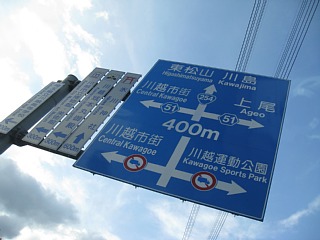 東松山 川島
Higashimatsuyama Kawajima
254
川越市街 上尾
Central Kawagoe Ageo
51 51
400m
川越市街 川越運動公園
Central Kawagoe Kawagoe Sports Park